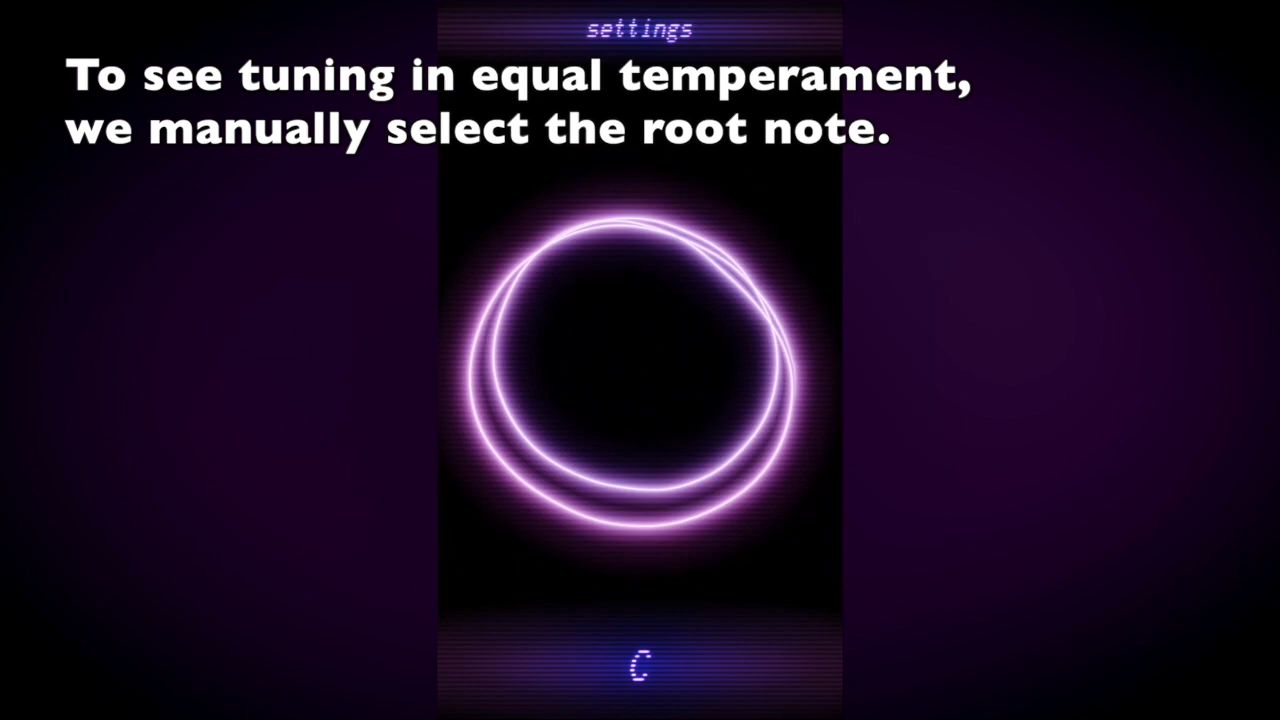 settings
To see tuning in equal temperament,
we manually select the root note.
C